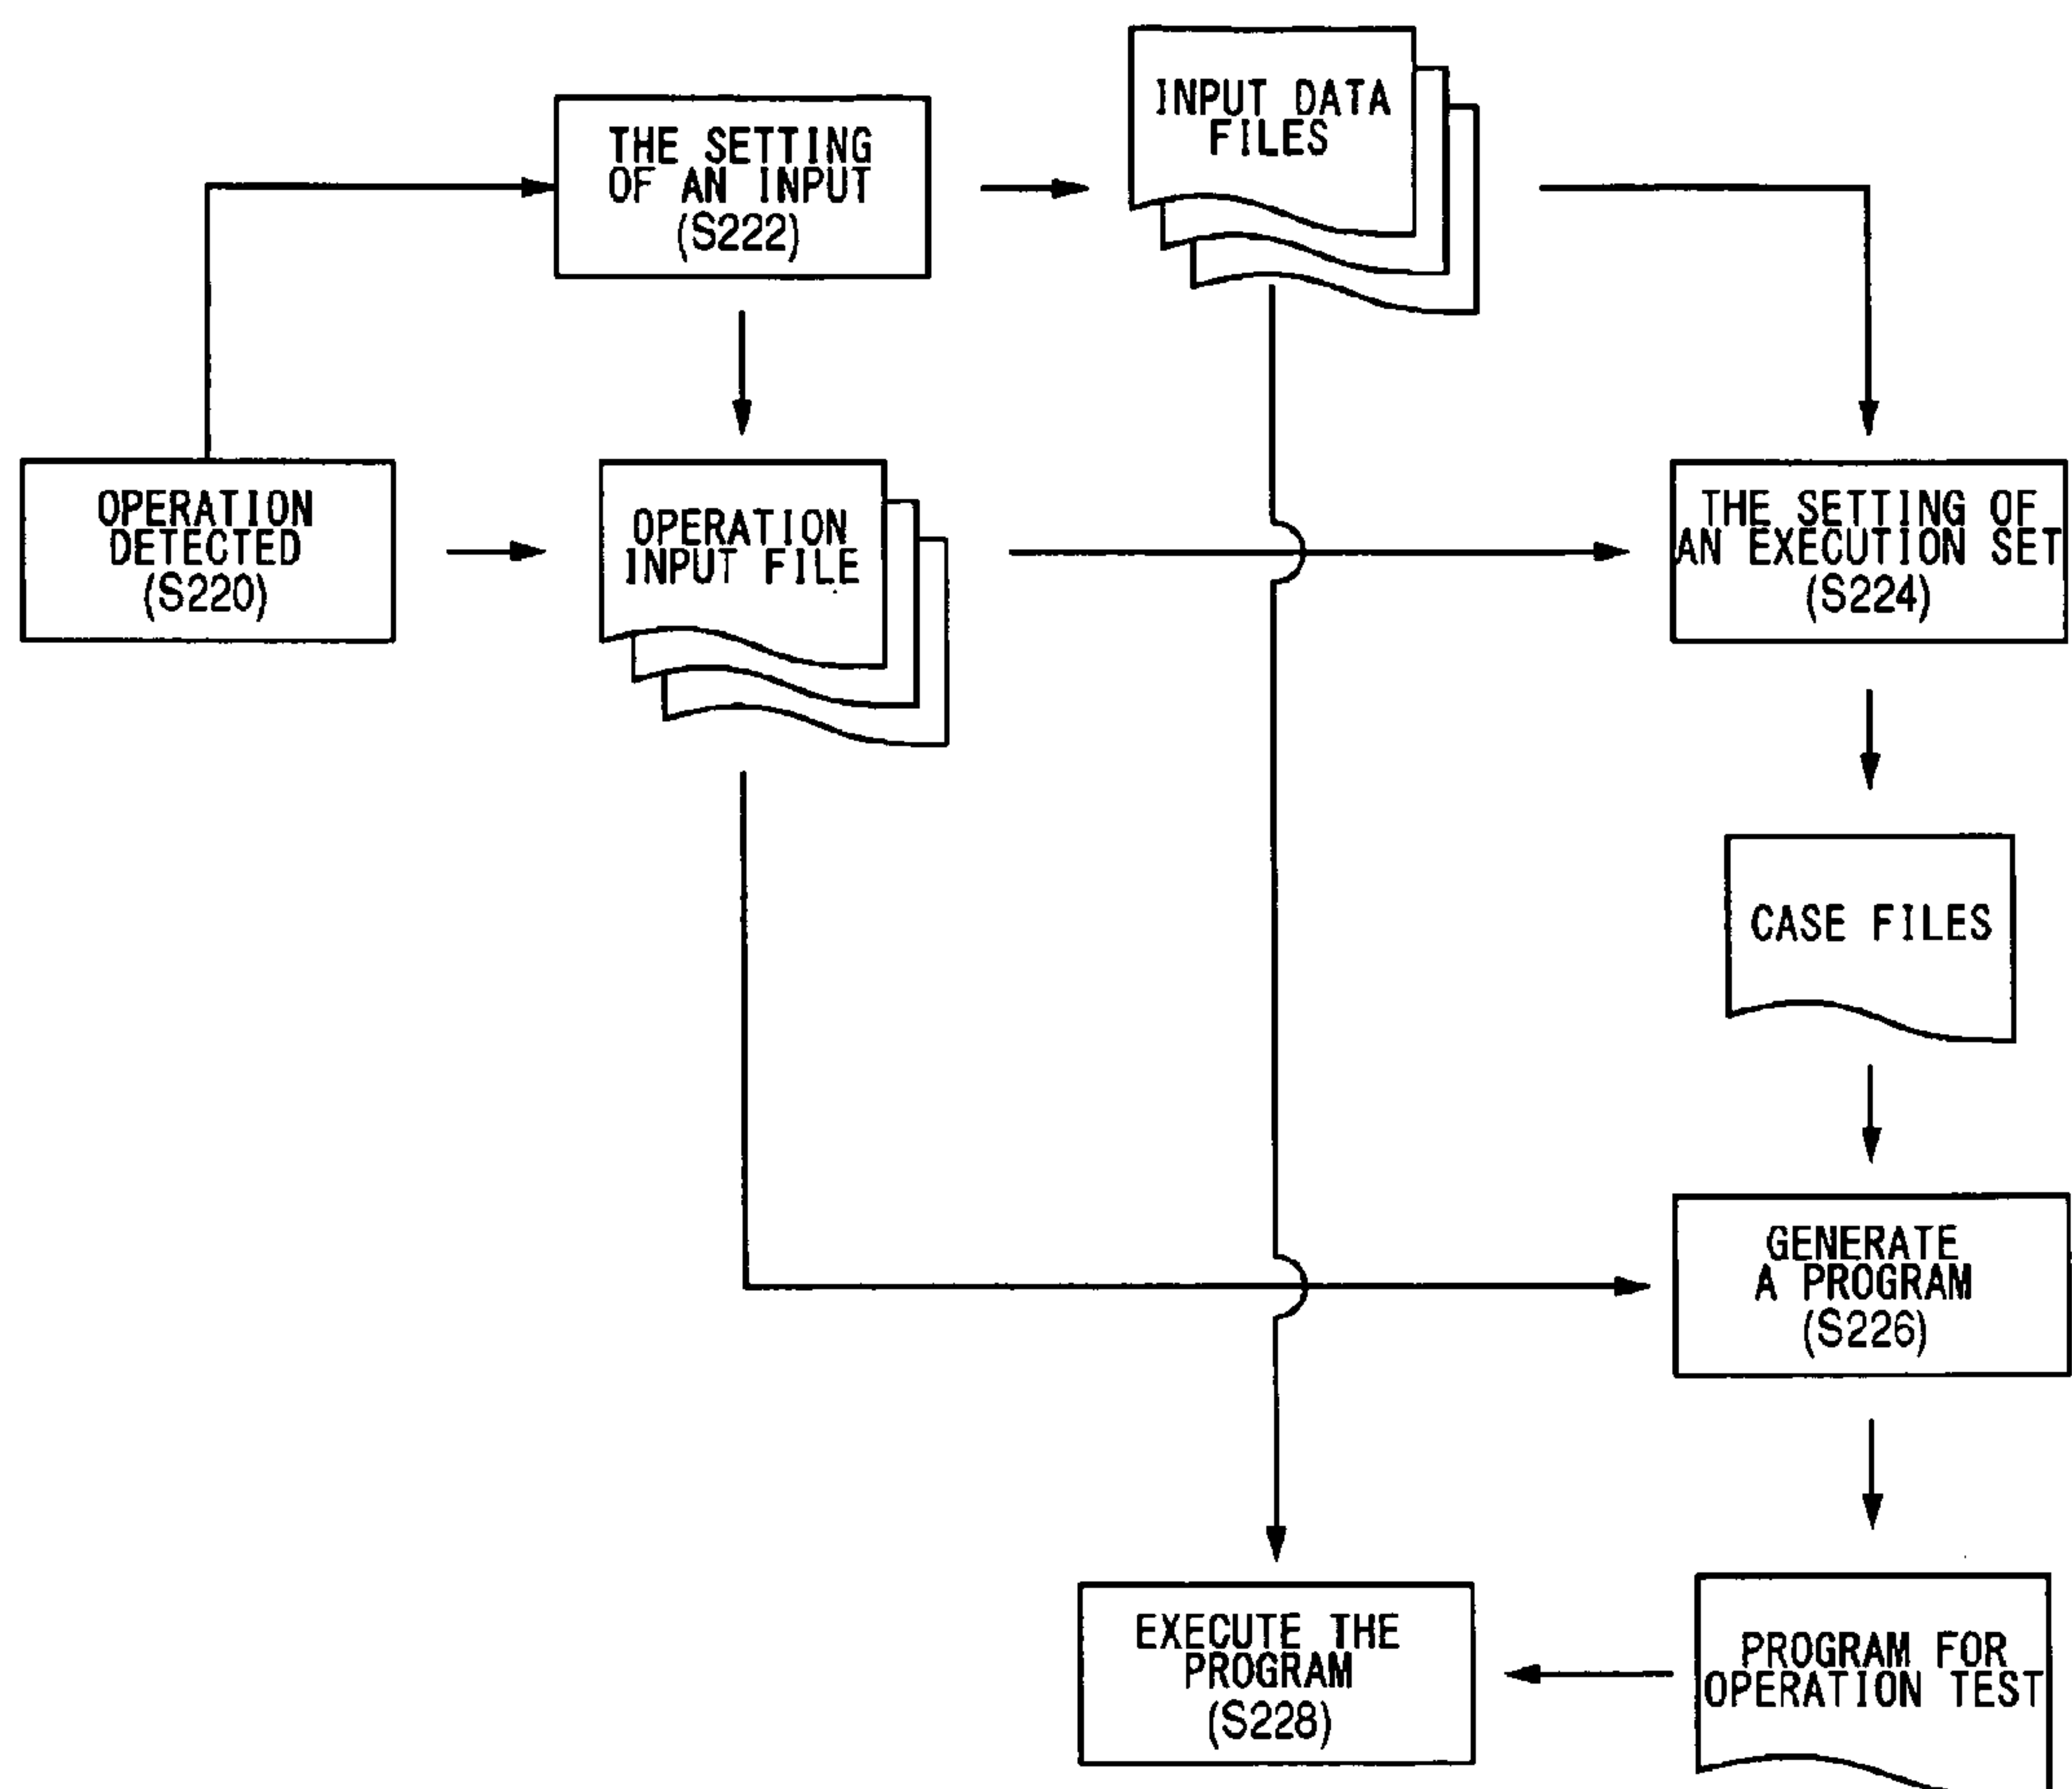 INPUT DATA
FILES
THE SETTING
OF AN INPUT
(S222)
OPERATION
DETECTED
(S220)
OPERATION
INPUT FILE
THE SETTING OF
AN EXECUTION SET
(S224)
CASE FILES
GENERATE
A PROGRAM
(S226)
EXECUTE THE
PROGRAM
(S228)
PROGRAM FOR
OPERATION TEST